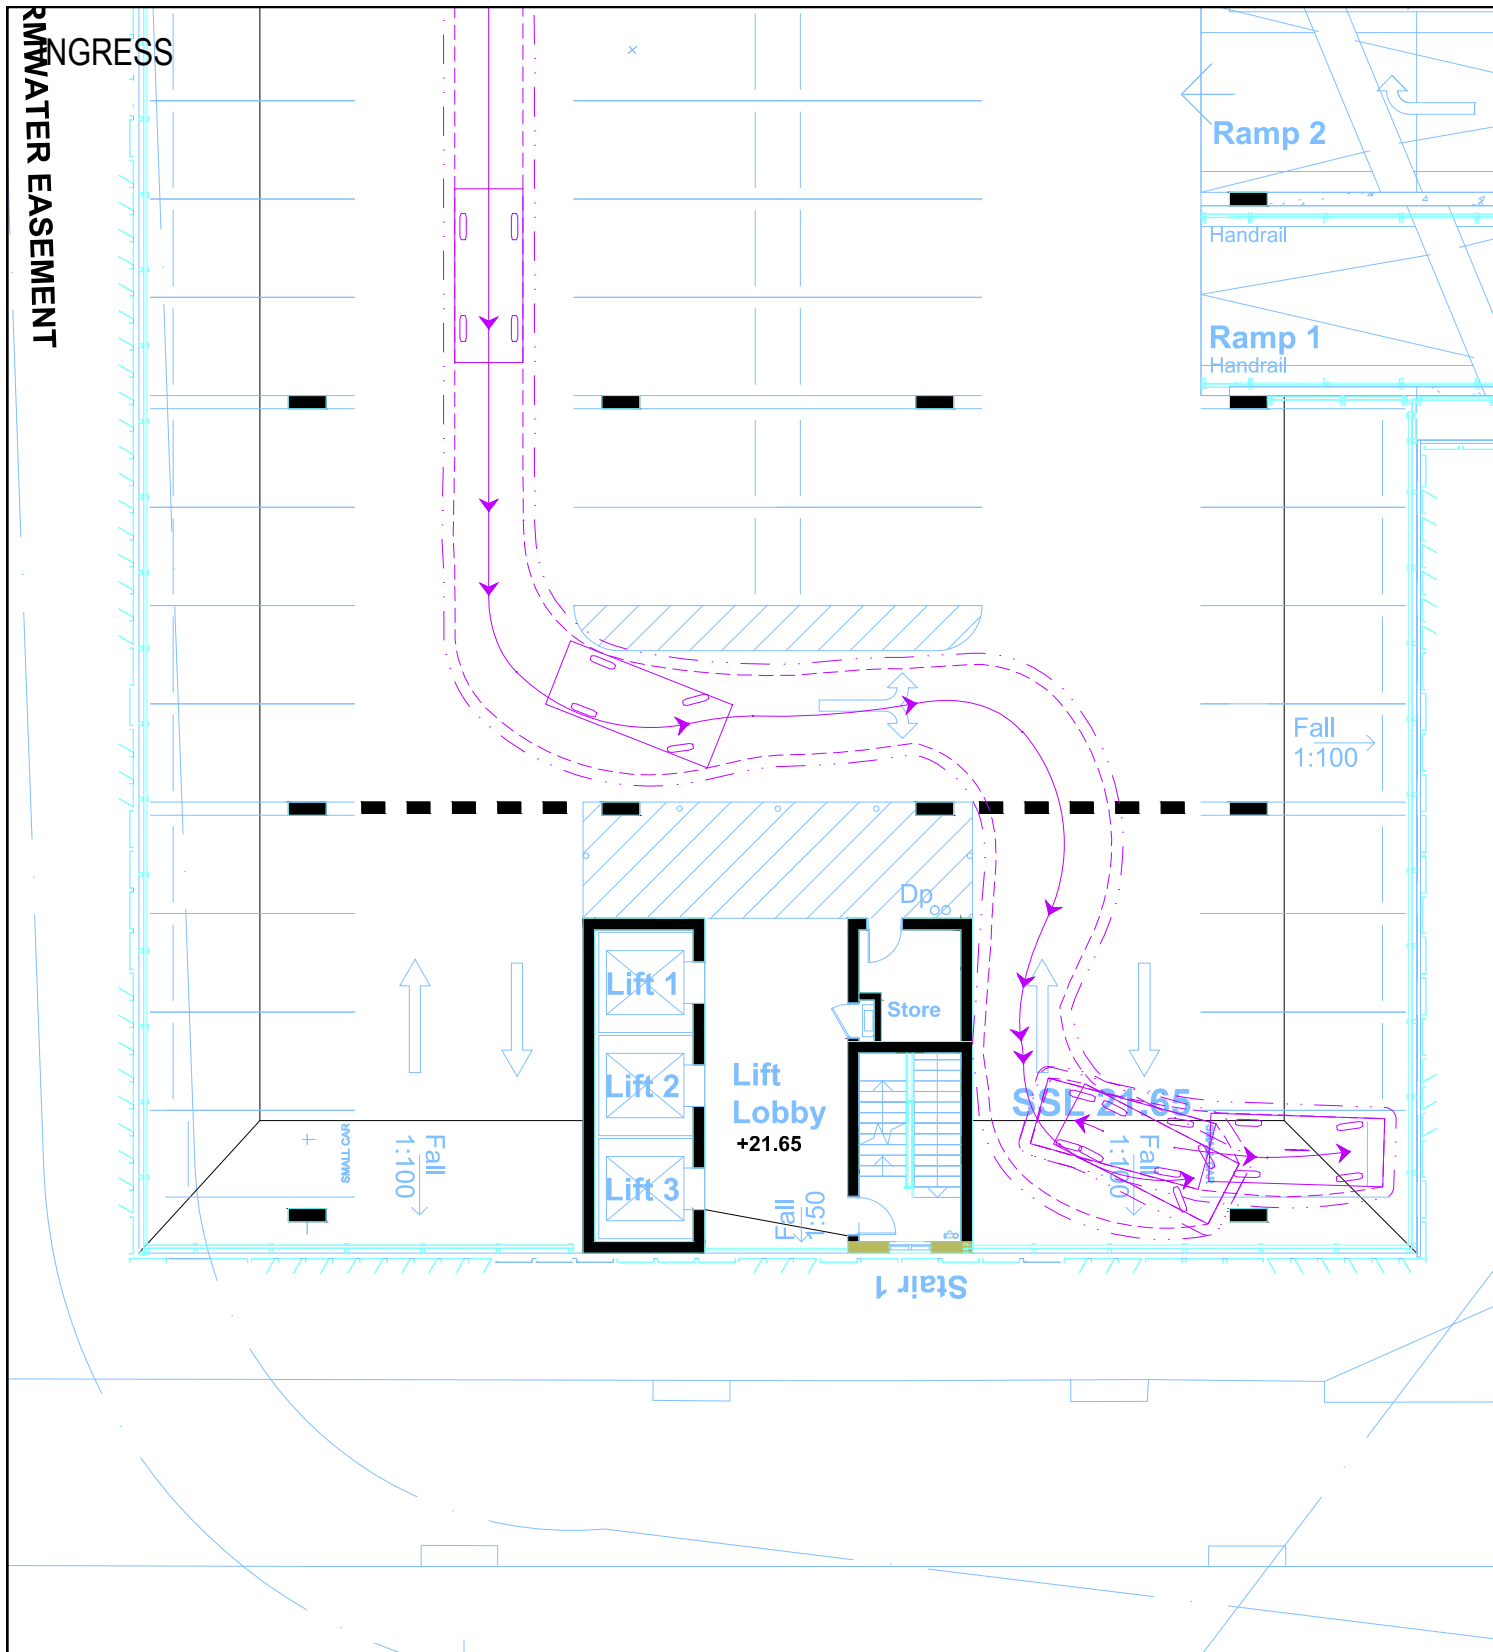 INGRESS
RMWATER EASEMENT
Ramp 2
Handrail
Ramp 1
Handrail
Fall
1:100
Dp
Lift 1
Store
Lift 2
Lift
Lobby
+21.65
SSL 21.65
SMALL CAR
Fall
1:100
Fall
1:100
Lift 3
Fall
1:50
Stair 1